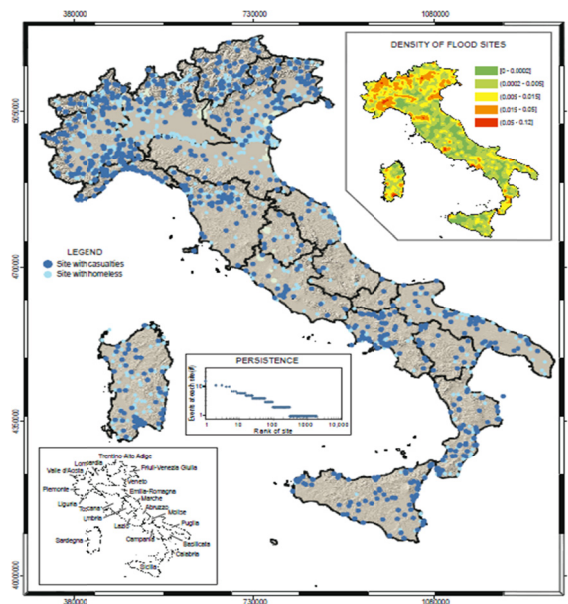 380000
730000
1080000
DENSITY OF FLOOD SITES
[0 - 0.0002]
(0.0002 - 0.005]
(0.005 - 0.015]
(0.015 - 0.05]
(0.05 - 0.12]
5050000
LEGEND
Site with casualties
Site with homeless
4700000
PERSISTENCE
Events at each site(#)
10
1
1
10
100
1000
10,000
Rank of site
4350000
Trentino Alto Adige
Lombardia
Friuli-Venezia Giulia
Valle d'Aosta
Veneto
Piemonte
Emilia-Romagna
Marche
Liguria
Abruzzo
Toscana
Molise
Umbria
Lazio
Puglia
Campania
Basilicata
Sardegna
Calabria
Sicilia
4000000
380000
730000
1080000